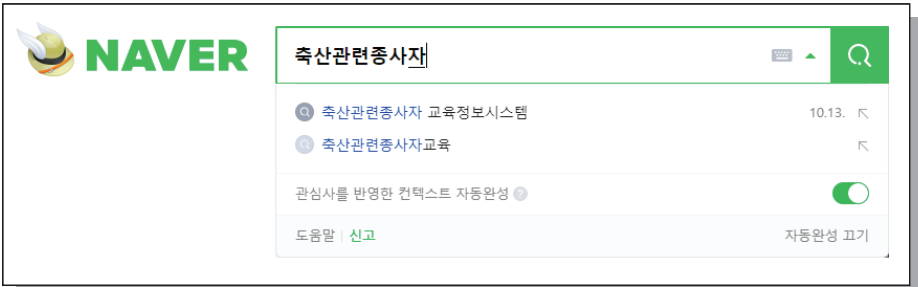 NAVER
축산관련종사자
축산관련종사자 교육정보시스템 10.13.
축산관련종사자교육
관심사를 반영한 컨텍스트 자동완성 ?
도움말 신고 자동완성 끄기